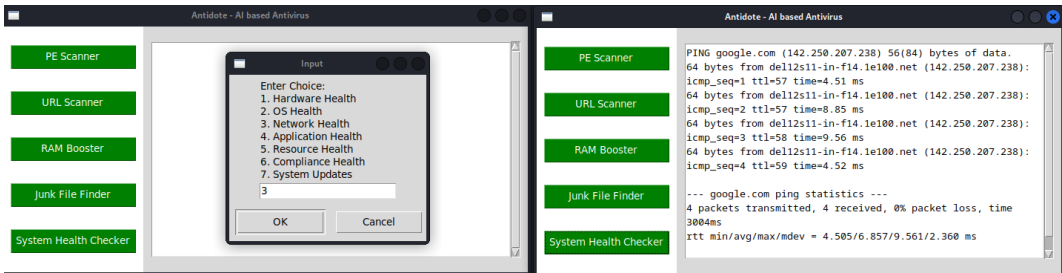 Antidote - AI based Antivirus
PE Scanner
URL Scanner
RAM Booster
Junk File Finder
System Health Checker
Input
Enter Choice:
1. Hardware Health
2. OS Health
3. Network Health
4. Application Health
5. Resource Health
6. Compliance Health
7. System Updates
3
OK
Cancel
Antidote - AI based Antivirus
PE Scanner
URL Scanner
RAM Booster
Junk File Finder
System Health Checker
PING google.com (142.250.207.238) 56(84) bytes of data.
64 bytes from del12s11-in-f14.1e100.net (142.250.207.238):
icmp_seq=1 ttl=57 time=4.51 ms
64 bytes from del12s11-in-f14.1e100.net (142.250.207.238):
icmp_seq=2 ttl=57 time=8.85 ms
64 bytes from del12s11-in-f14.1e100.net (142.250.207.238):
icmp_seq=3 ttl=58 time=9.56 ms
64 bytes from del12s11-in-f14.1e100.net (142.250.207.238):
icmp_seq=4 ttl=59 time=4.52 ms
--- google.com ping statistics ---
4 packets transmitted, 4 received, 0% packet loss, time
3004ms
rtt min/avg/max/mdev = 4.505/6.857/9.561/2.360 ms